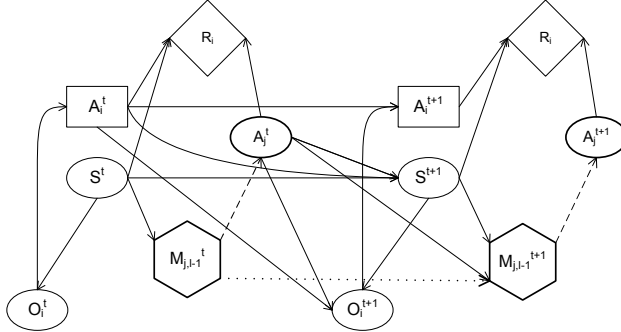 R_i R_i
A_i^t A_i^{t+1}
A_j^t A_j^{t+1}
S^t S^{t+1}
M_{j,l-1}^t M_{j,l-1}^{t+1}
O_i^t O_i^{t+1}